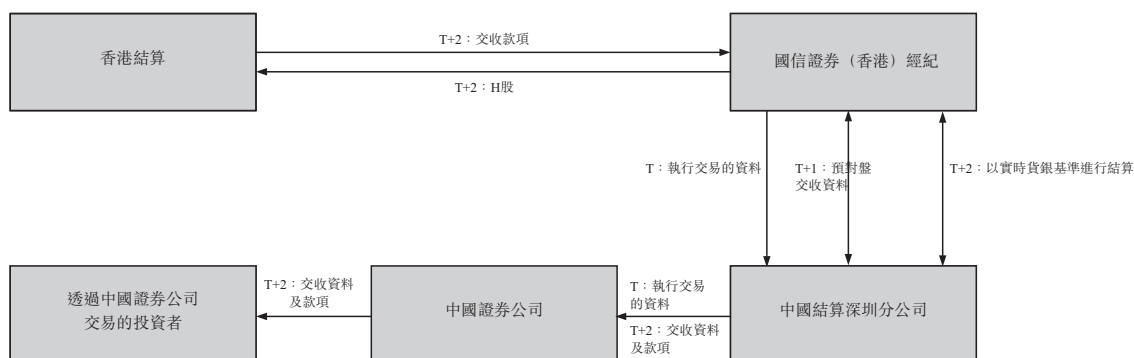 香港結算
T+2：交收款項
T+2：H股
國信證券（香港）經紀
T：執行交易的資料
T+1：預對盤
交收資料
T+2：以實時貨銀基準進行結算
透過中國證券公司
交易的投資者
T+2：交收資料
及款項
中國證券公司
T：執行交易
的資料
T+2：交收資料
及款項
中國結算深圳分公司